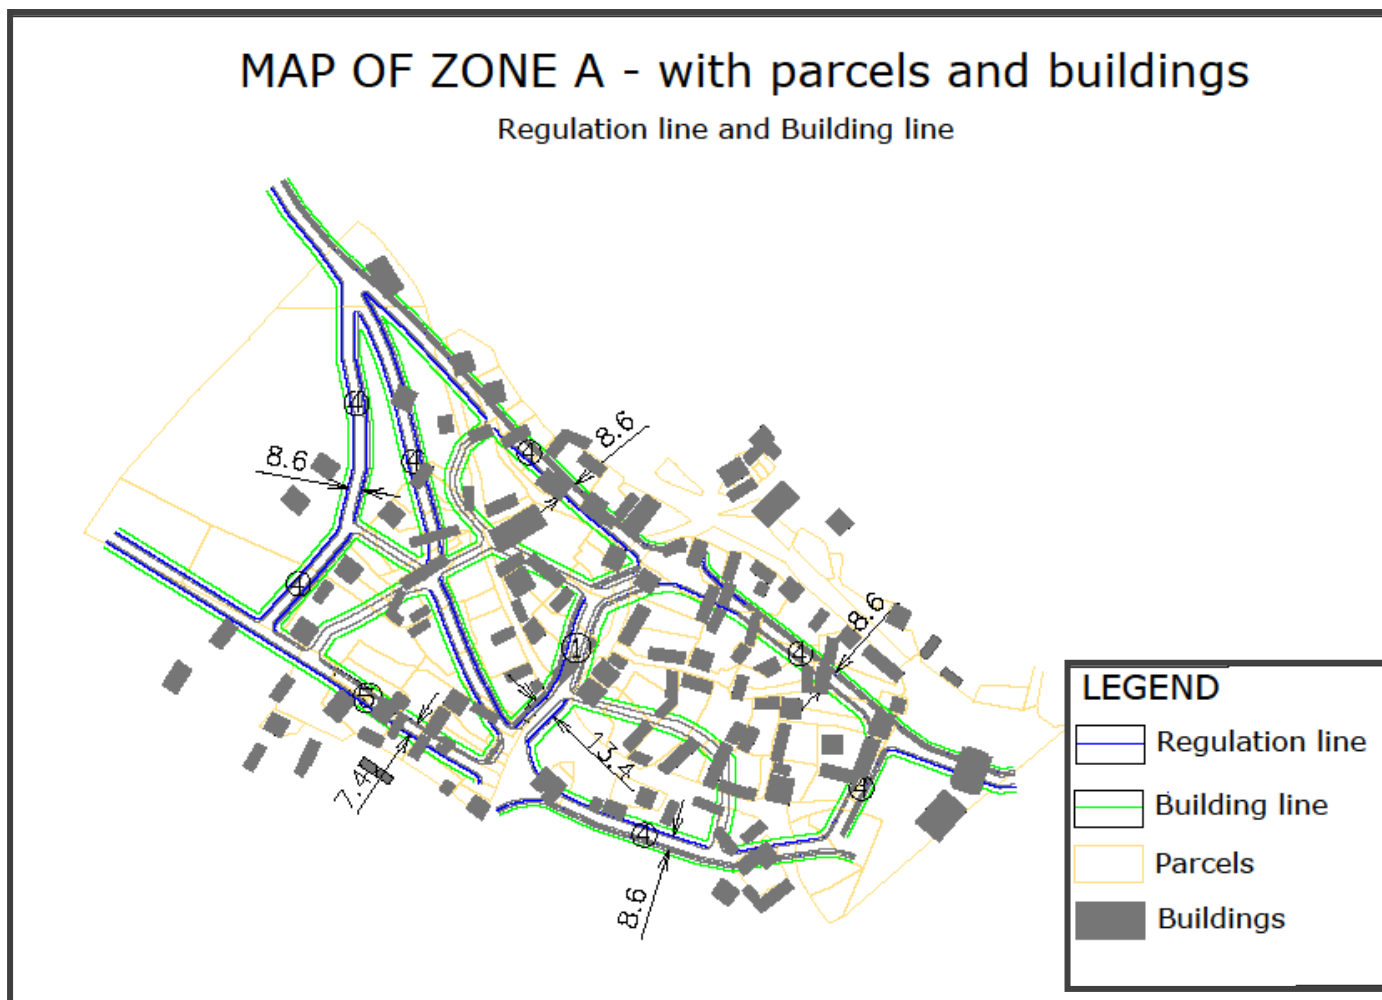 MAP OF ZONE A - with parcels and buildings
Regulation line and Building line
4
8.6
4
4
8.6
4
1
8.6
4
5
7.4
13.4
4
4
8.6
LEGEND
Regulation line
Building line
Parcels
Buildings